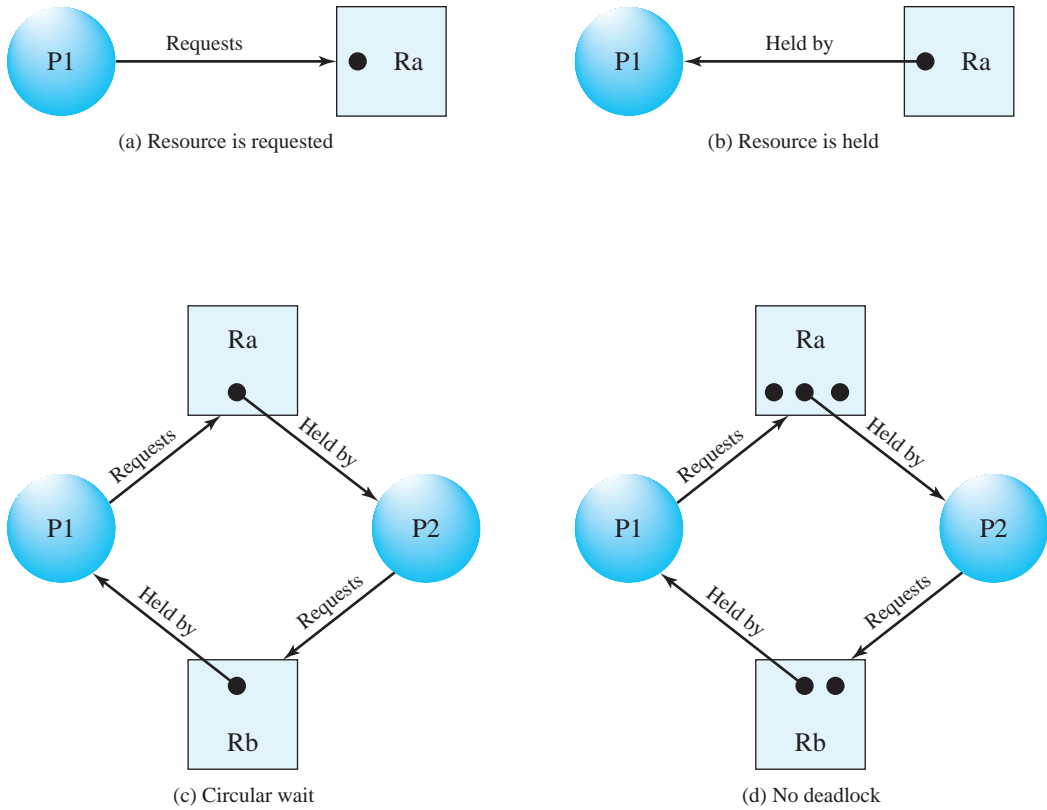 P1
Requests
Ra
(a) Resource is requested
P1
Held by
Ra
(b) Resource is held
Ra
Requests
Held by
P1
P2
Held by
Requests
Rb
(c) Circular wait
Ra
Requests
Held by
P1
P2
Held by
Requests
Rb
(d) No deadlock